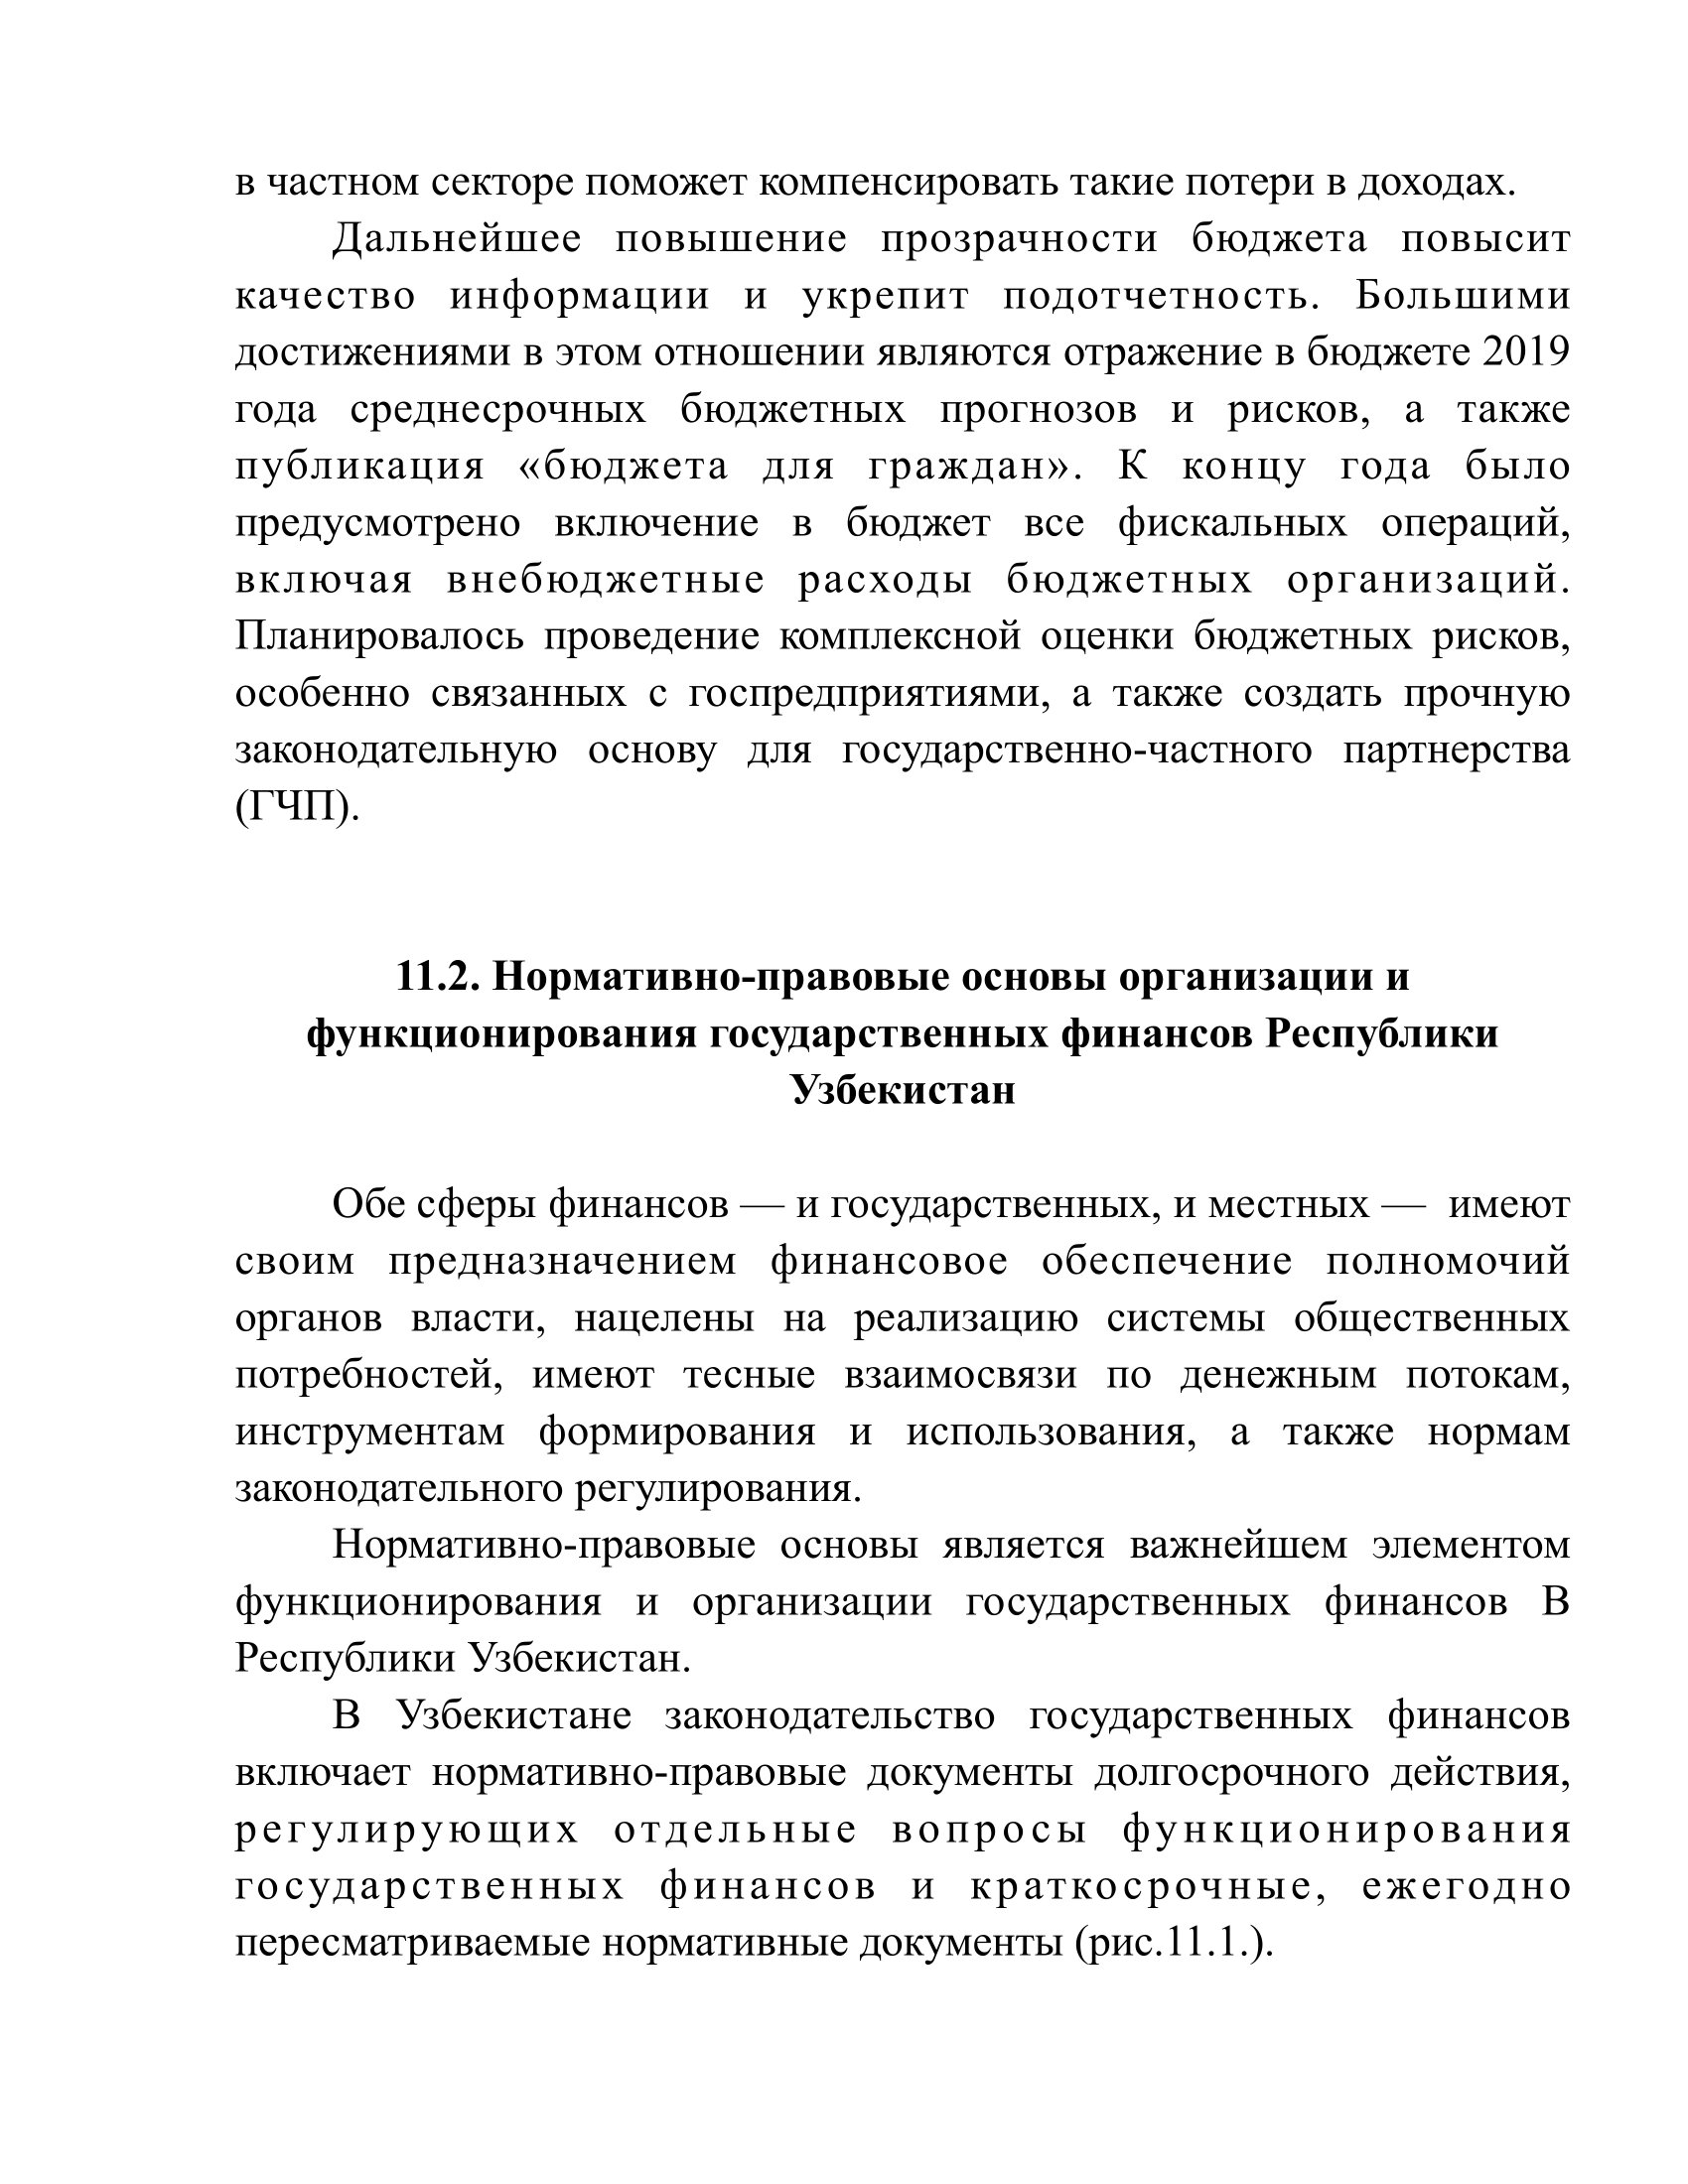 в частном секторе поможет компенсировать такие потери в доходах.
Дальнейшее повышение прозрачности бюджета повысит
качество информации и укрепит подотчетность. Большими
достижениями в этом отношении являются отражение в бюджете 2019
года среднесрочных бюджетных прогнозов и рисков, а также
публикация «бюджета для граждан». К концу года было
предусмотрено включение в бюджет все фискальных операций,
включая внебюджетные расходы бюджетных организаций.
Планировалось проведение комплексной оценки бюджетных рисков,
особенно связанных с госпредприятиями, а также создать прочную
законодательную основу для государственно-частного партнерства
(ГЧП).
11.2. Нормативно-правовые основы организации и
функционирования государственных финансов Республики
Узбекистан
Обе сферы финансов — и государственных, и местных — имеют
своим предназначением финансовое обеспечение полномочий
органов власти, нацелены на реализацию системы общественных
потребностей, имеют тесные взаимосвязи по денежным потокам,
инструментам формирования и использования, а также нормам
законодательного регулирования.
Нормативно-правовые основы является важнейшем элементом
функционирования и организации государственных финансов В
Республики Узбекистан.
В Узбекистане законодательство государственных финансов
включает нормативно-правовые документы долгосрочного действия,
регулирующих отдельные вопросы функционирования
государственных финансов и краткосрочные, ежегодно
пересматриваемые нормативные документы (рис.11.1.).